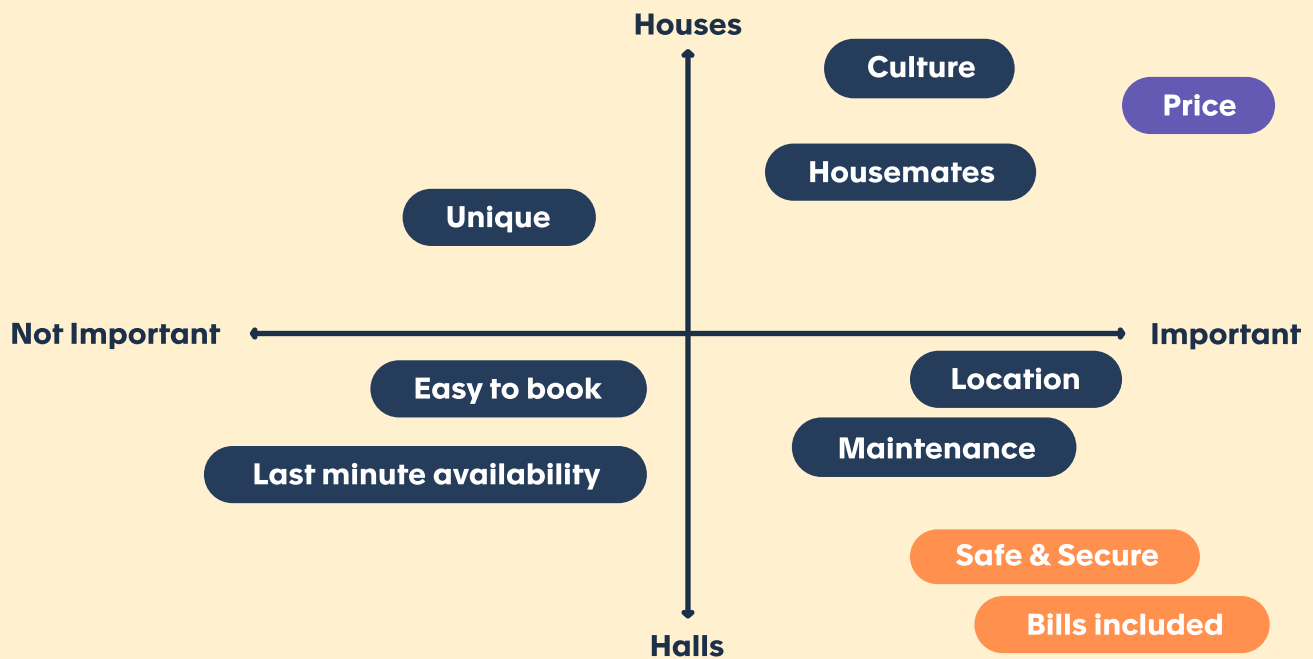 Houses
Culture
Price
Housemates
Unique
Not Important
Important
Easy to book
Location
Maintenance
Last minute availability
Safe & Secure
Bills included
Halls